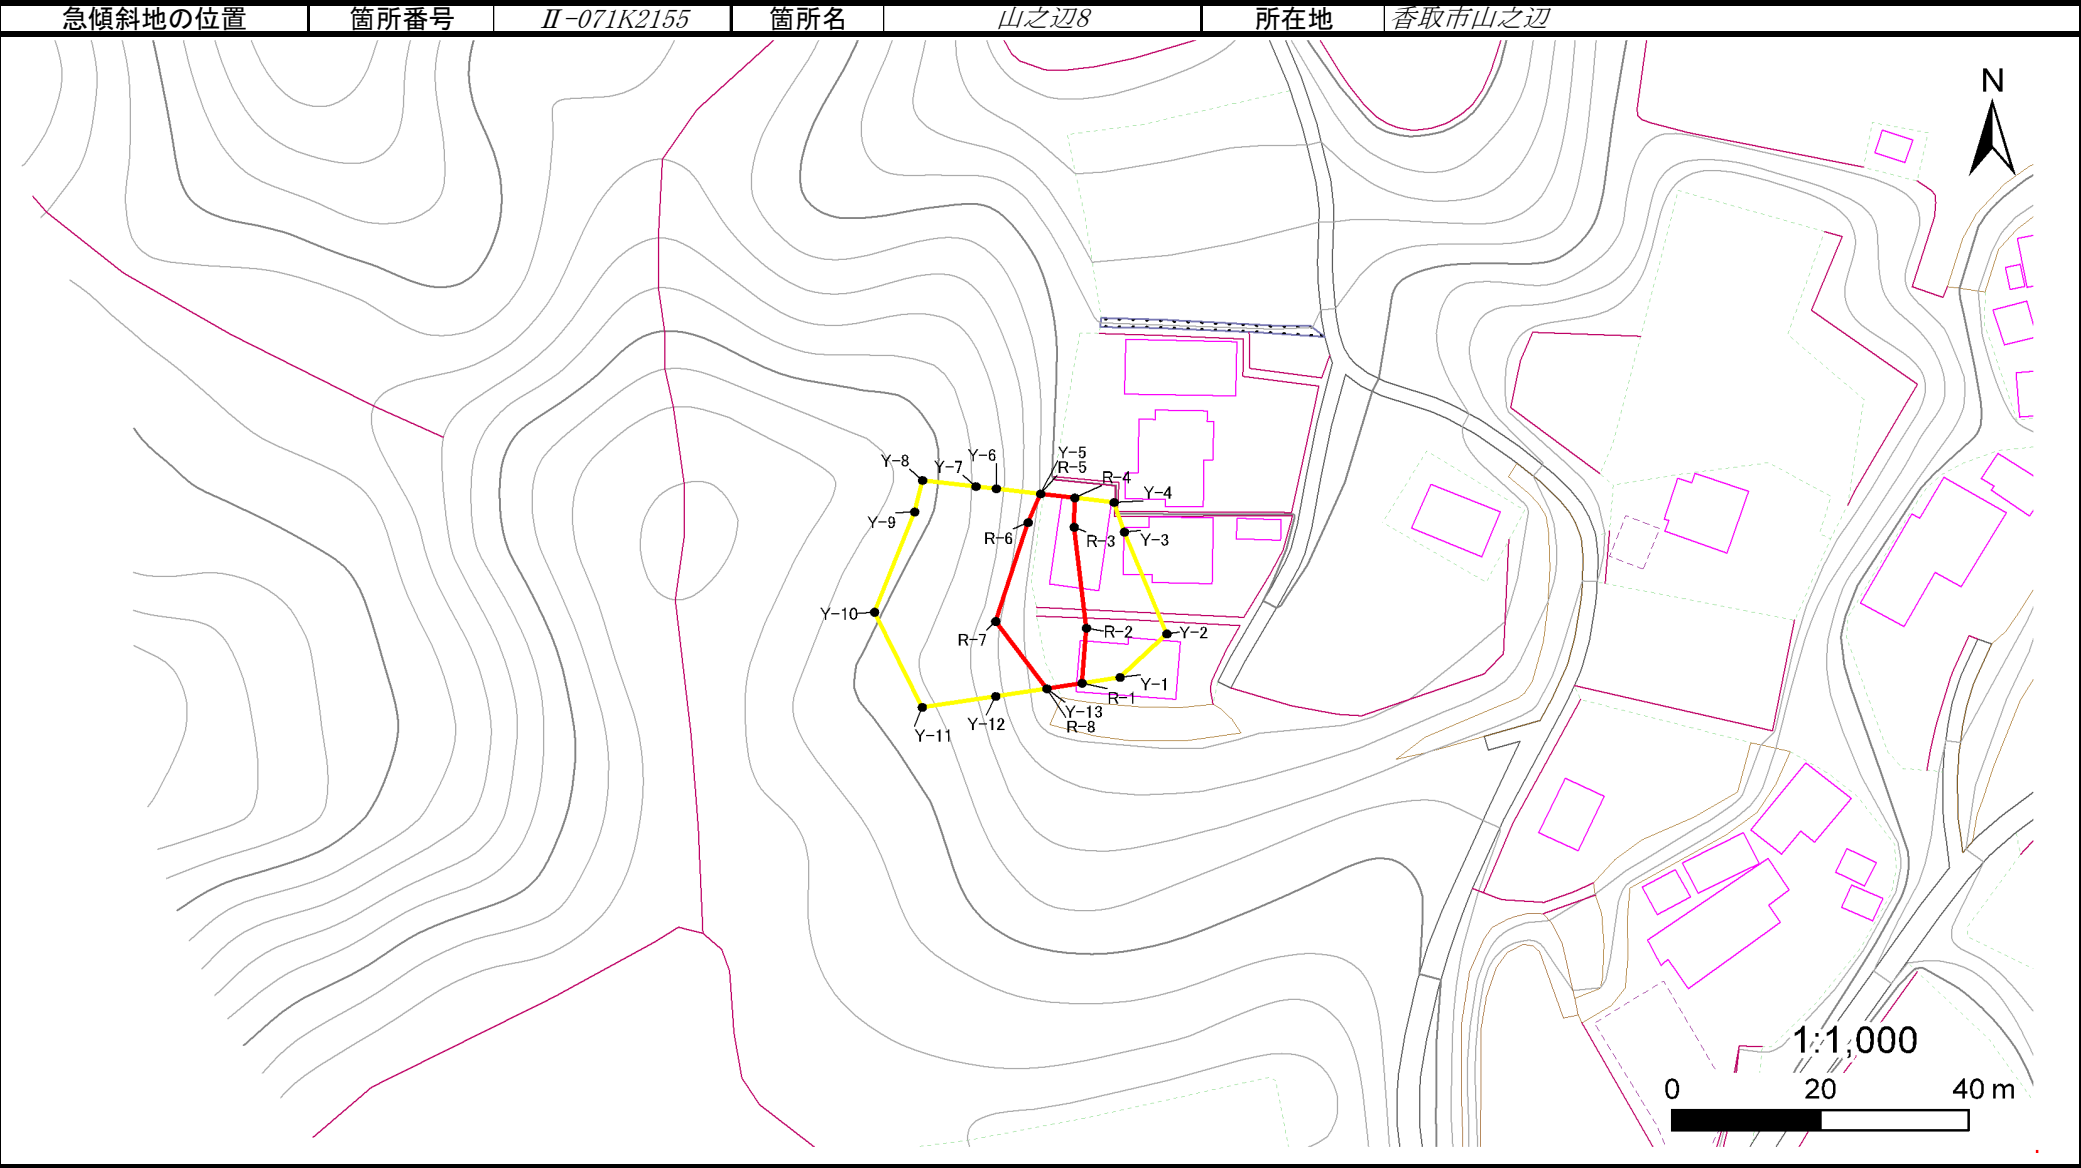 急傾斜地の位置 箇所番号 Ⅱ-071K2155 箇所名 山之辺8 所在地 香取市山之辺
N
Y-5
Y-8 Y-7 Y-6 R-5 R-4
Y-4
Y-9
R-6 R-3 Y-3
Y-10
R-7 R-2 Y-2
Y-1
R-1
Y-13
Y-11 Y-12 R-8
1:1,000
0 20 40 m